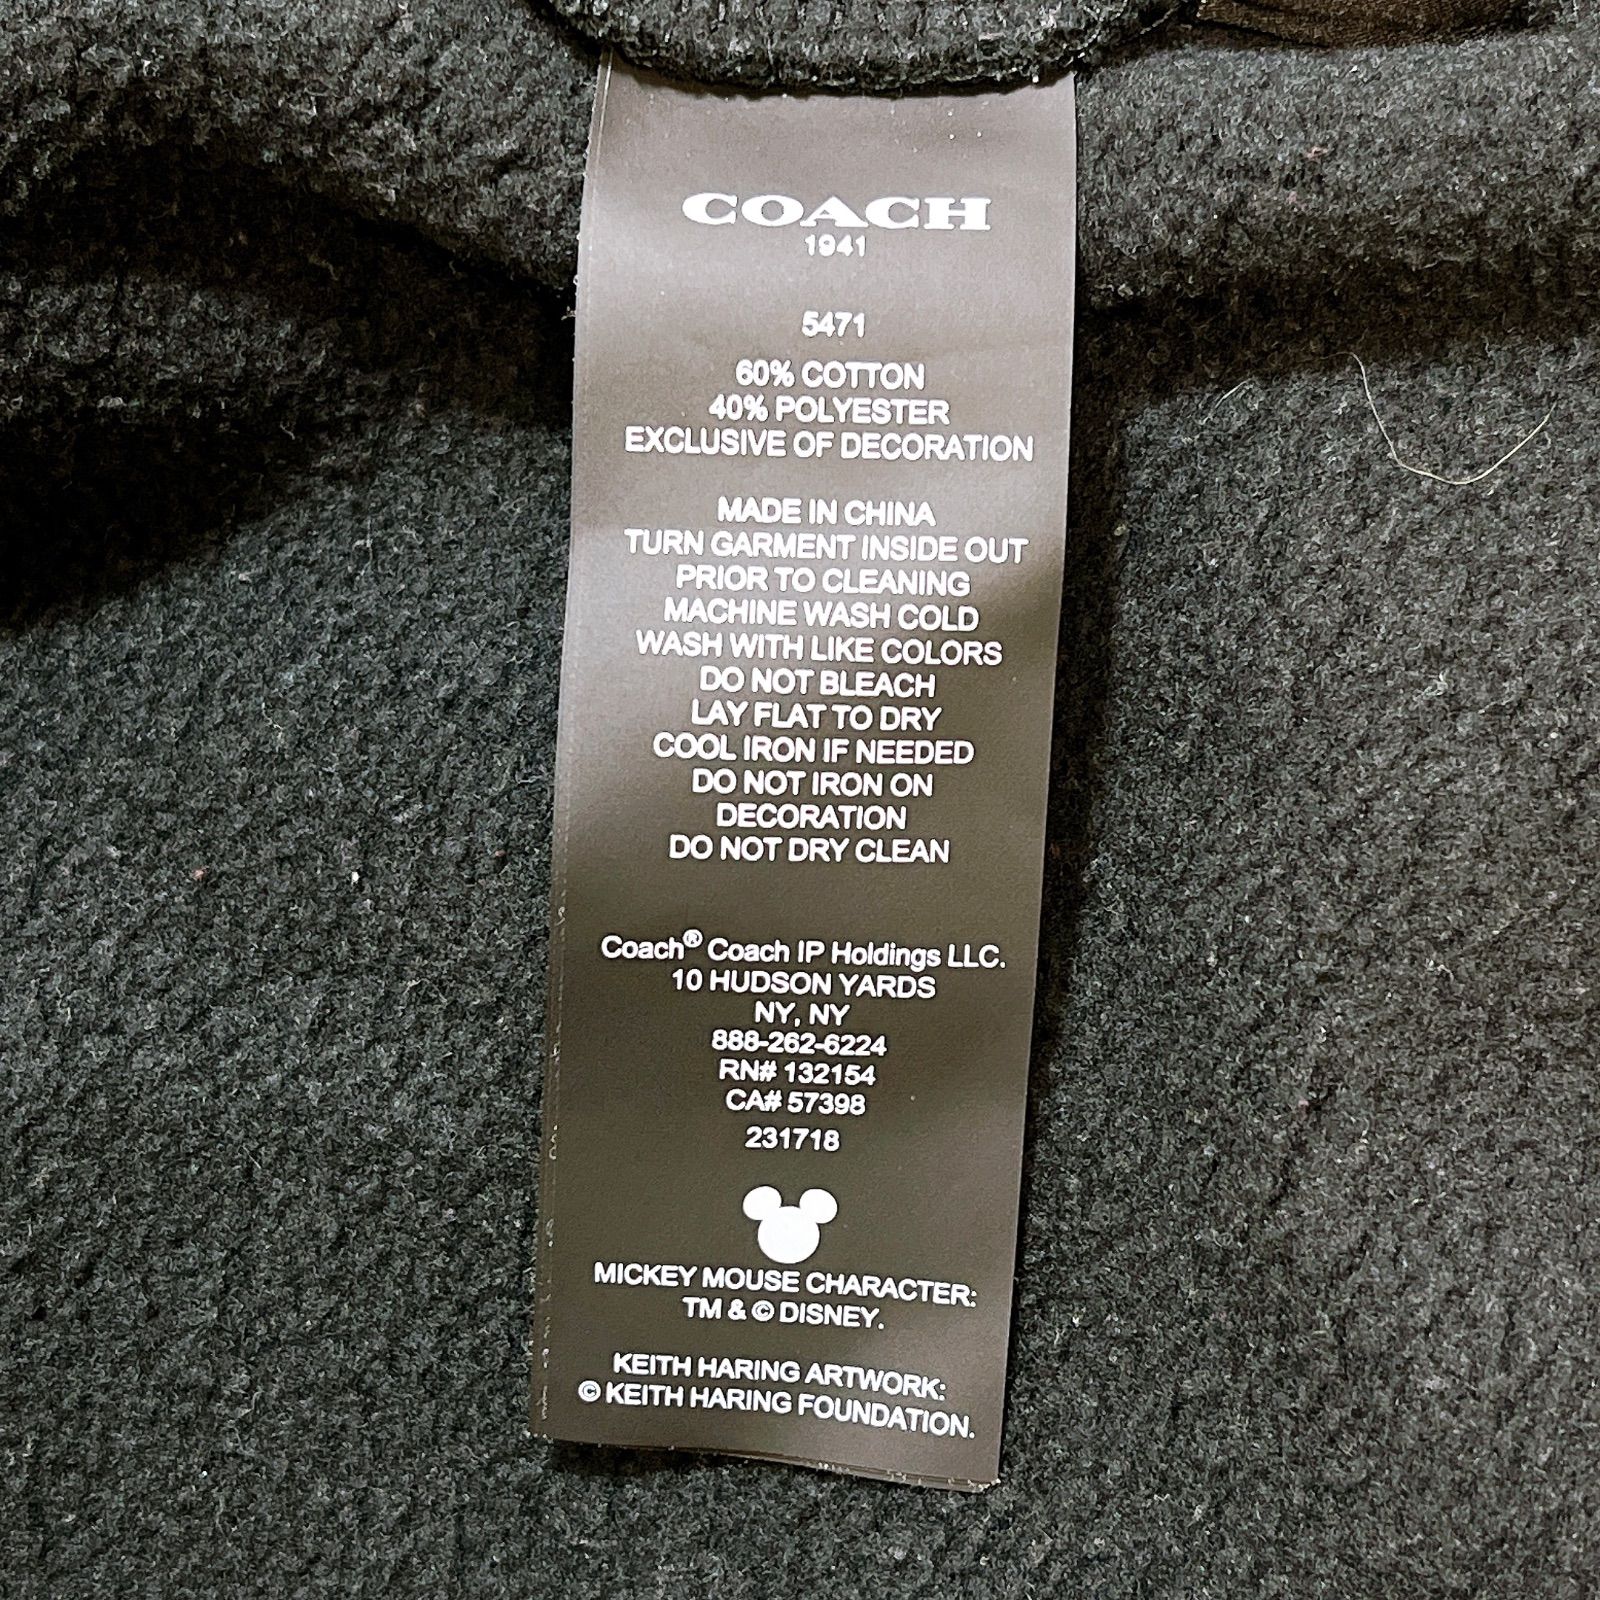 COACH
1941
5471
60% COTTON
40% POLYESTER
EXCLUSIVE OF DECORATION
MADE IN CHINA
TURN GARMENT INSIDE OUT
PRIOR TO CLEANING
MACHINE WASH COLD
WASH WITH LIKE COLORS
DO NOT BLEACH
LAY FLAT TO DRY
COOL IRON IF NEEDED
DO NOT IRON ON
DECORATION
DO NOT DRY CLEAN
Coach® Coach IP Holdings LLC.
10 HUDSON YARDS
NY, NY
888-262-6224
RN# 132154
CA# 57398
231718
MICKEY MOUSE CHARACTER:
TM & © DISNEY.
KEITH HARING ARTWORK:
© KEITH HARING FOUNDATION.